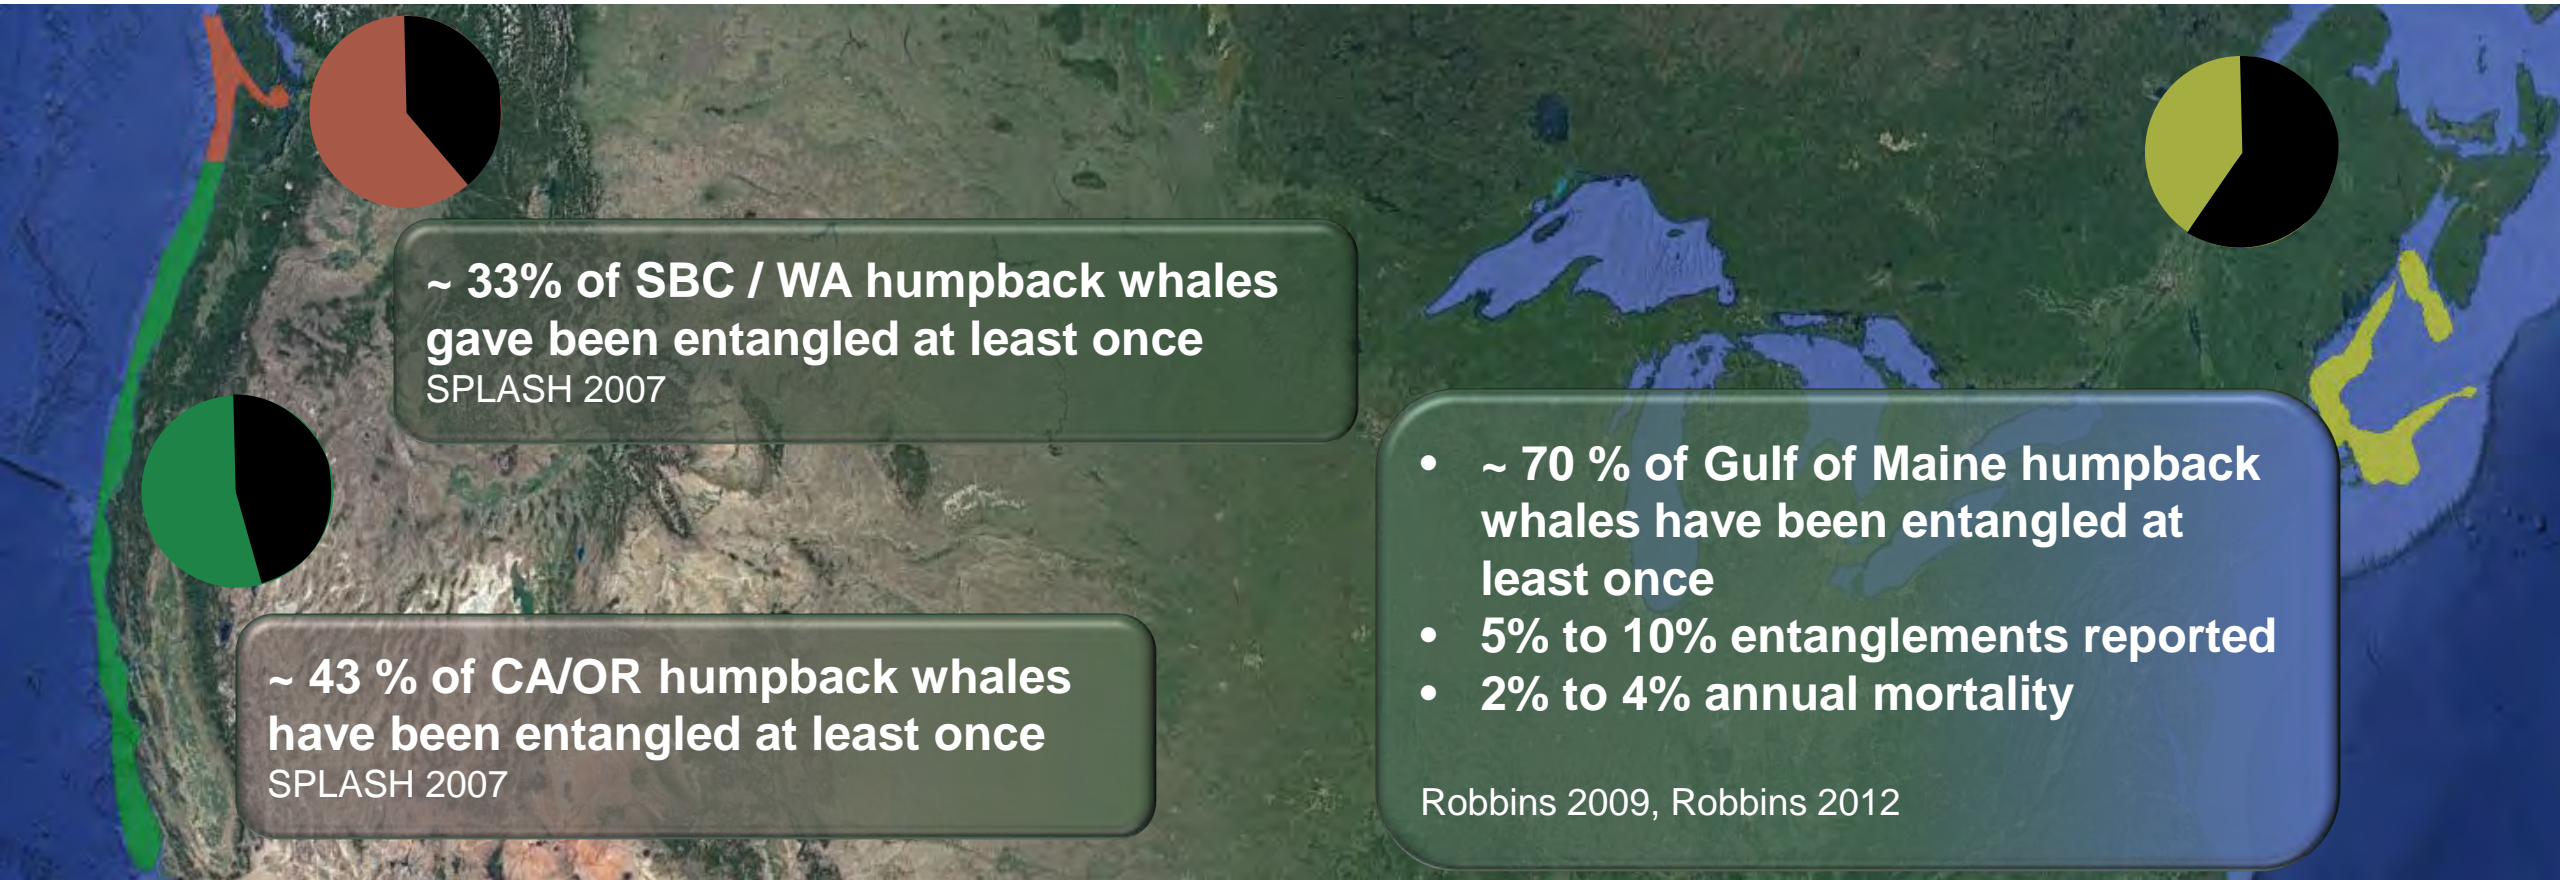 ~ 33% of SBC / WA humpback whales
gave been entangled at least once
SPLASH 2007
~ 43 % of CA/OR humpback whales
have been entangled at least once
SPLASH 2007
• ~ 70 % of Gulf of Maine humpback
whales have been entangled at
least once
• 5% to 10% entanglements reported
• 2% to 4% annual mortality
Robbins 2009, Robbins 2012